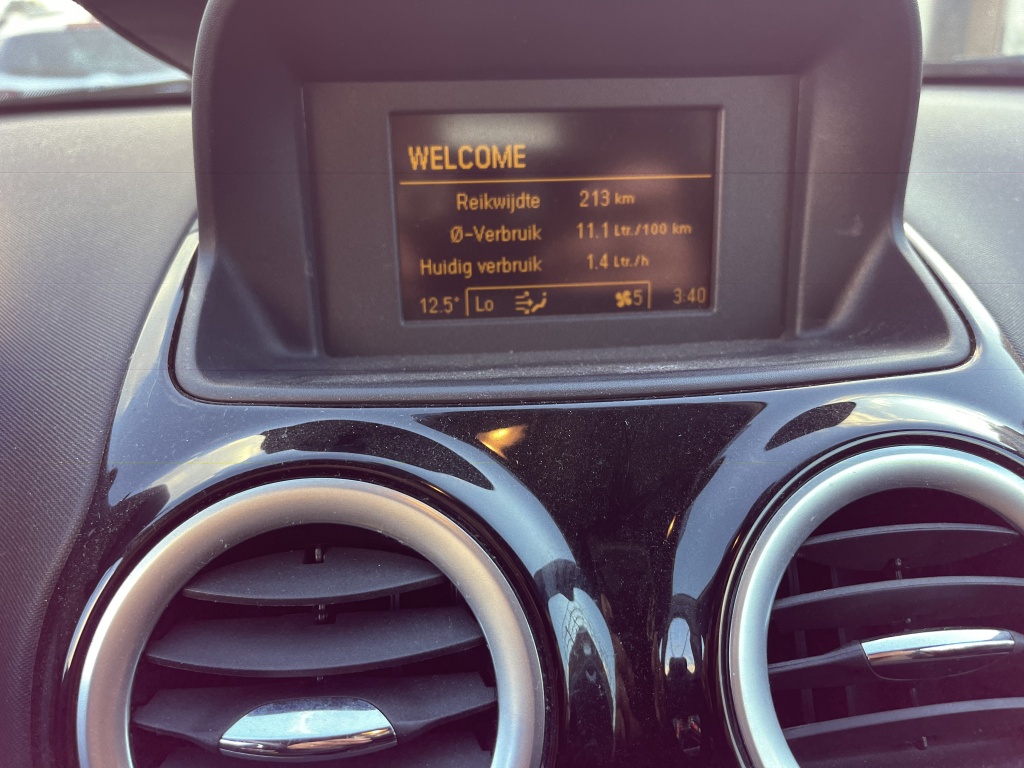 WELCOME
Reikwijdte 213 km
Ø-Verbruik 11.1 Ltr./100 km
Huidig verbruik 1.4 Ltr./h
12.5° Lo 5 3:40